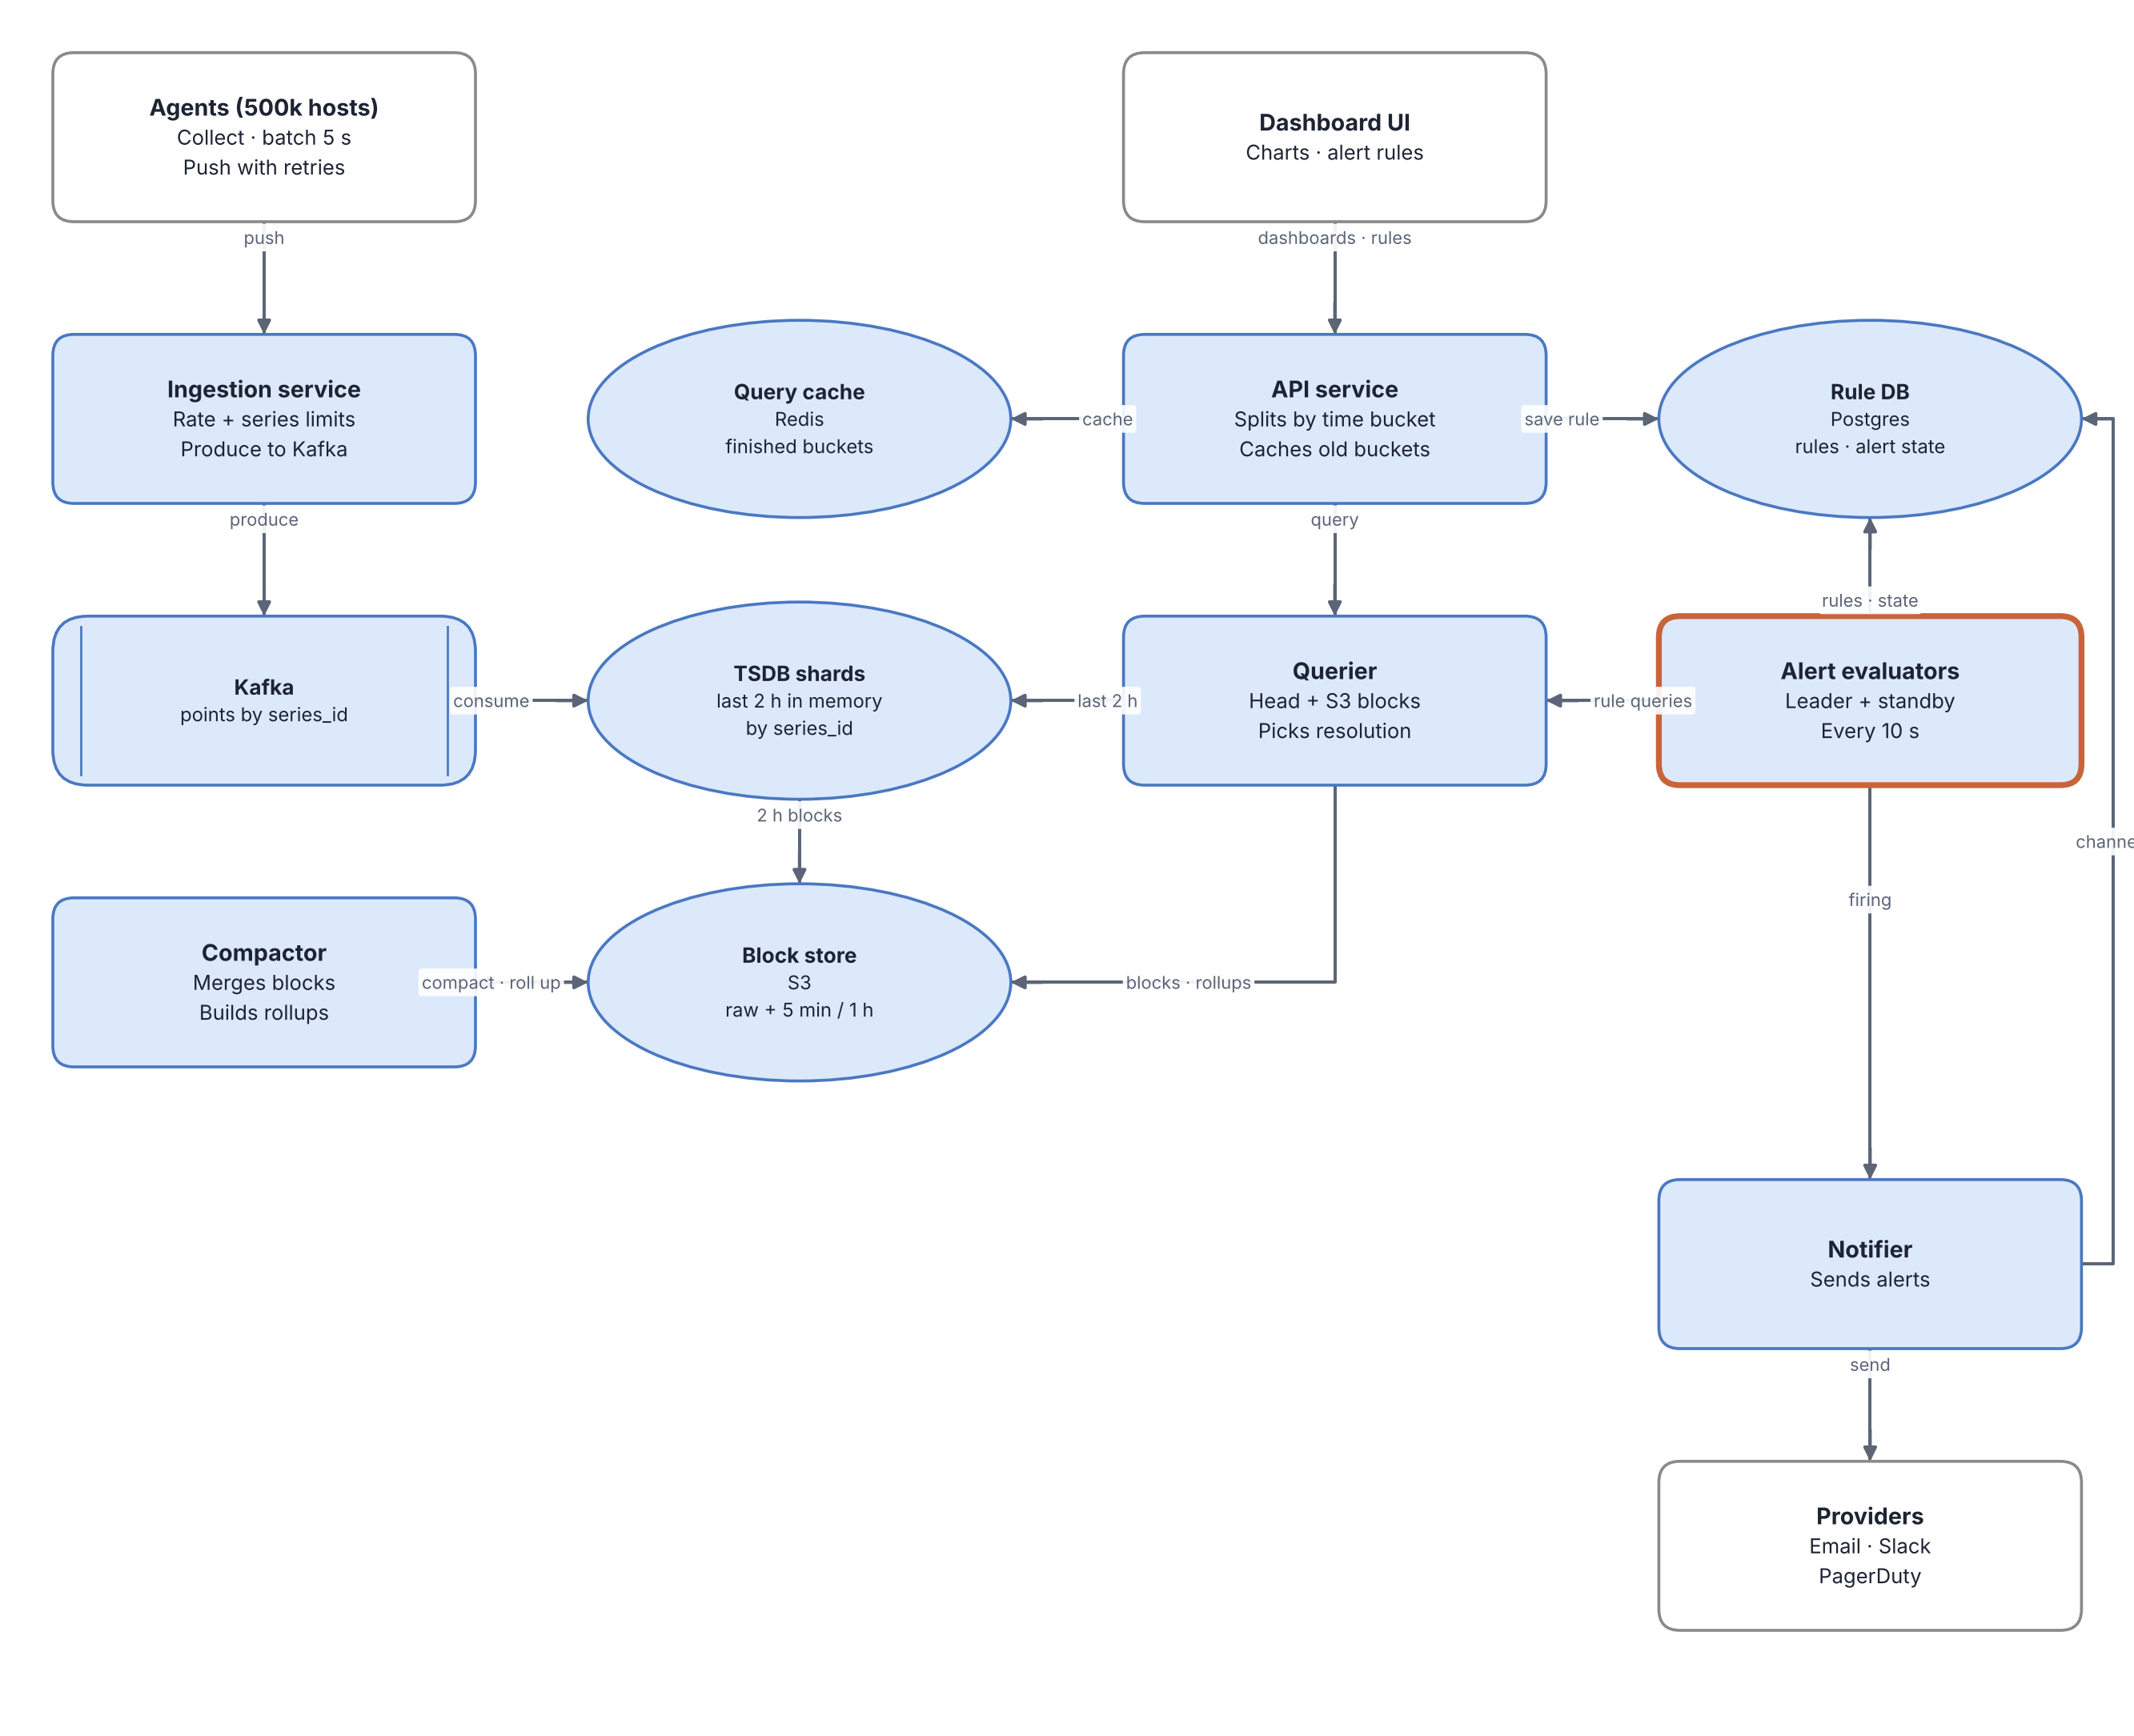 Agents (500k hosts)
Collect · batch 5 s
Push with retries
Dashboard UI
Charts · alert rules
push
dashboards · rules
Ingestion service
Rate + series limits
Produce to Kafka
Query cache
Redis
finished buckets
cache
API service
Splits by time bucket
Caches old buckets
save rule
Rule DB
Postgres
rules · alert state
produce
query
rules · state
Kafka
points by series_id
consume
TSDB shards
last 2 h in memory
by series_id
last 2 h
Querier
Head + S3 blocks
Picks resolution
rule queries
Alert evaluators
Leader + standby
Every 10 s
2 h blocks
channe
firing
Compactor
Merges blocks
Builds rollups
compact · roll up
Block store
S3
raw + 5 min / 1 h
blocks · rollups
Notifier
Sends alerts
send
Providers
Email · Slack
PagerDuty